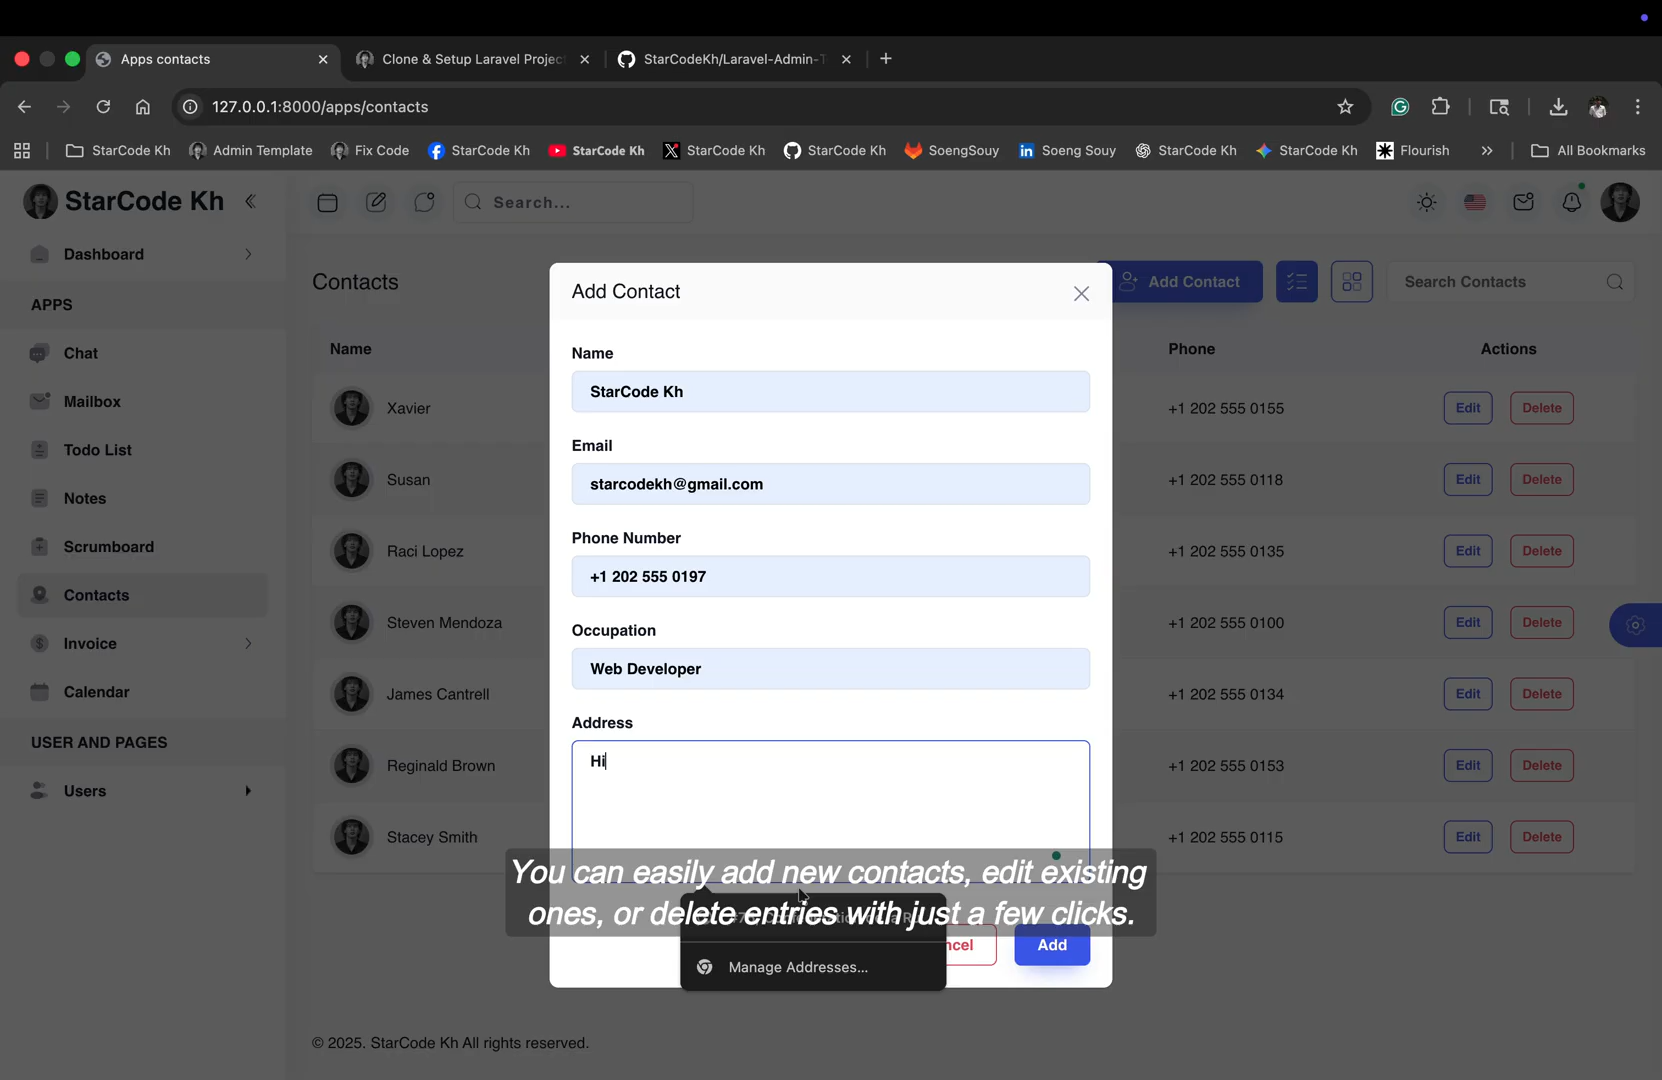 Apps contacts
Clone & Setup Laravel Projec
StarCodeKh/Laravel-Admin-T
127.0.0.1:8000/apps/contacts
StarCode Kh
Admin Template
Fix Code
StarCode Kh
StarCode Kh
StarCode Kh
StarCode Kh
SoengSouy
Soeng Souy
StarCode Kh
StarCode Kh
Flourish
All Bookmarks
StarCode Kh
Search...
Dashboard
APPS
Chat
Mailbox
Todo List
Notes
Scrumboard
Contacts
Invoice
Calendar
USER AND PAGES
Users
Contacts
Add Contact
Search Contacts
Name
Phone
Actions
Xavier
+1 202 555 0155
Edit
Delete
Susan
+1 202 555 0118
Edit
Delete
Raci Lopez
+1 202 555 0135
Edit
Delete
Steven Mendoza
+1 202 555 0100
Edit
Delete
James Cantrell
+1 202 555 0134
Edit
Delete
Reginald Brown
+1 202 555 0153
Edit
Delete
Stacey Smith
+1 202 555 0115
Edit
Delete
Add Contact
Name
StarCode Kh
Email
starcodekh@gmail.com
Phone Number
+1 202 555 0197
Occupation
Web Developer
Address
Hi
You can easily add new contacts, edit existing
ones, or delete entries with just a few clicks.
ncel
Add
Manage Addresses...
© 2025. StarCode Kh All rights reserved.